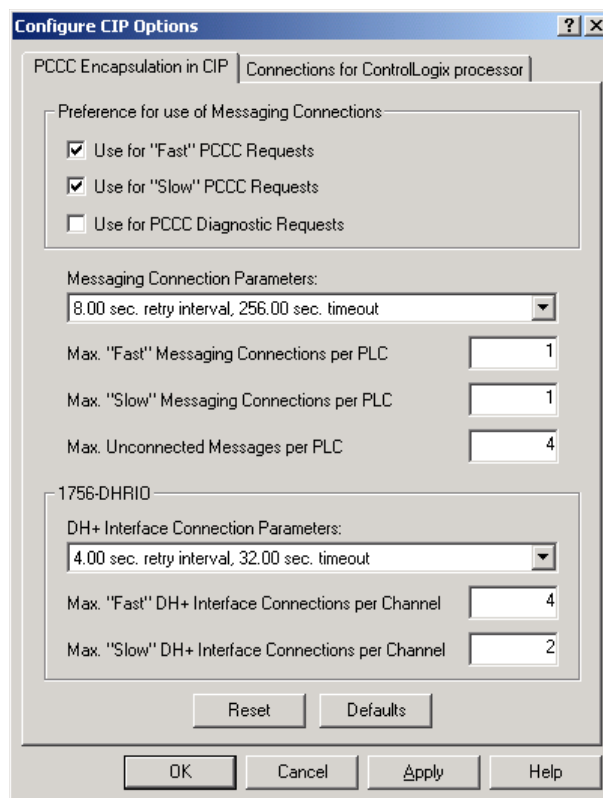 Configure CIP Options
PCCC Encapsulation in CIP
Connections for ControlLogix processor
Preference for use of Messaging Connections
Use for "Fast" PCCC Requests
Use for "Slow" PCCC Requests
Use for PCCC Diagnostic Requests
Messaging Connection Parameters:
8.00 sec. retry interval, 256.00 sec. timeout
Max. "Fast" Messaging Connections per PLC 1
Max. "Slow" Messaging Connections per PLC 1
Max. Unconnected Messages per PLC 4
1756-DHRIO
DH+ Interface Connection Parameters:
4.00 sec. retry interval, 32.00 sec. timeout
Max. "Fast" DH+ Interface Connections per Channel 4
Max. "Slow" DH+ Interface Connections per Channel 2
Reset Defaults
OK Cancel Apply Help